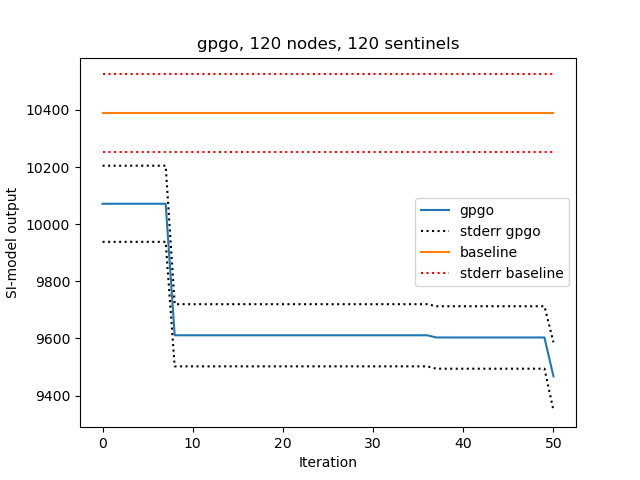 gpgo, 120 nodes, 120 sentinels
SI-model output
10400
10200
10000
9800
9600
9400
gpgo
stderr gpgo
baseline
stderr baseline
0 10 20 30 40 50
Iteration